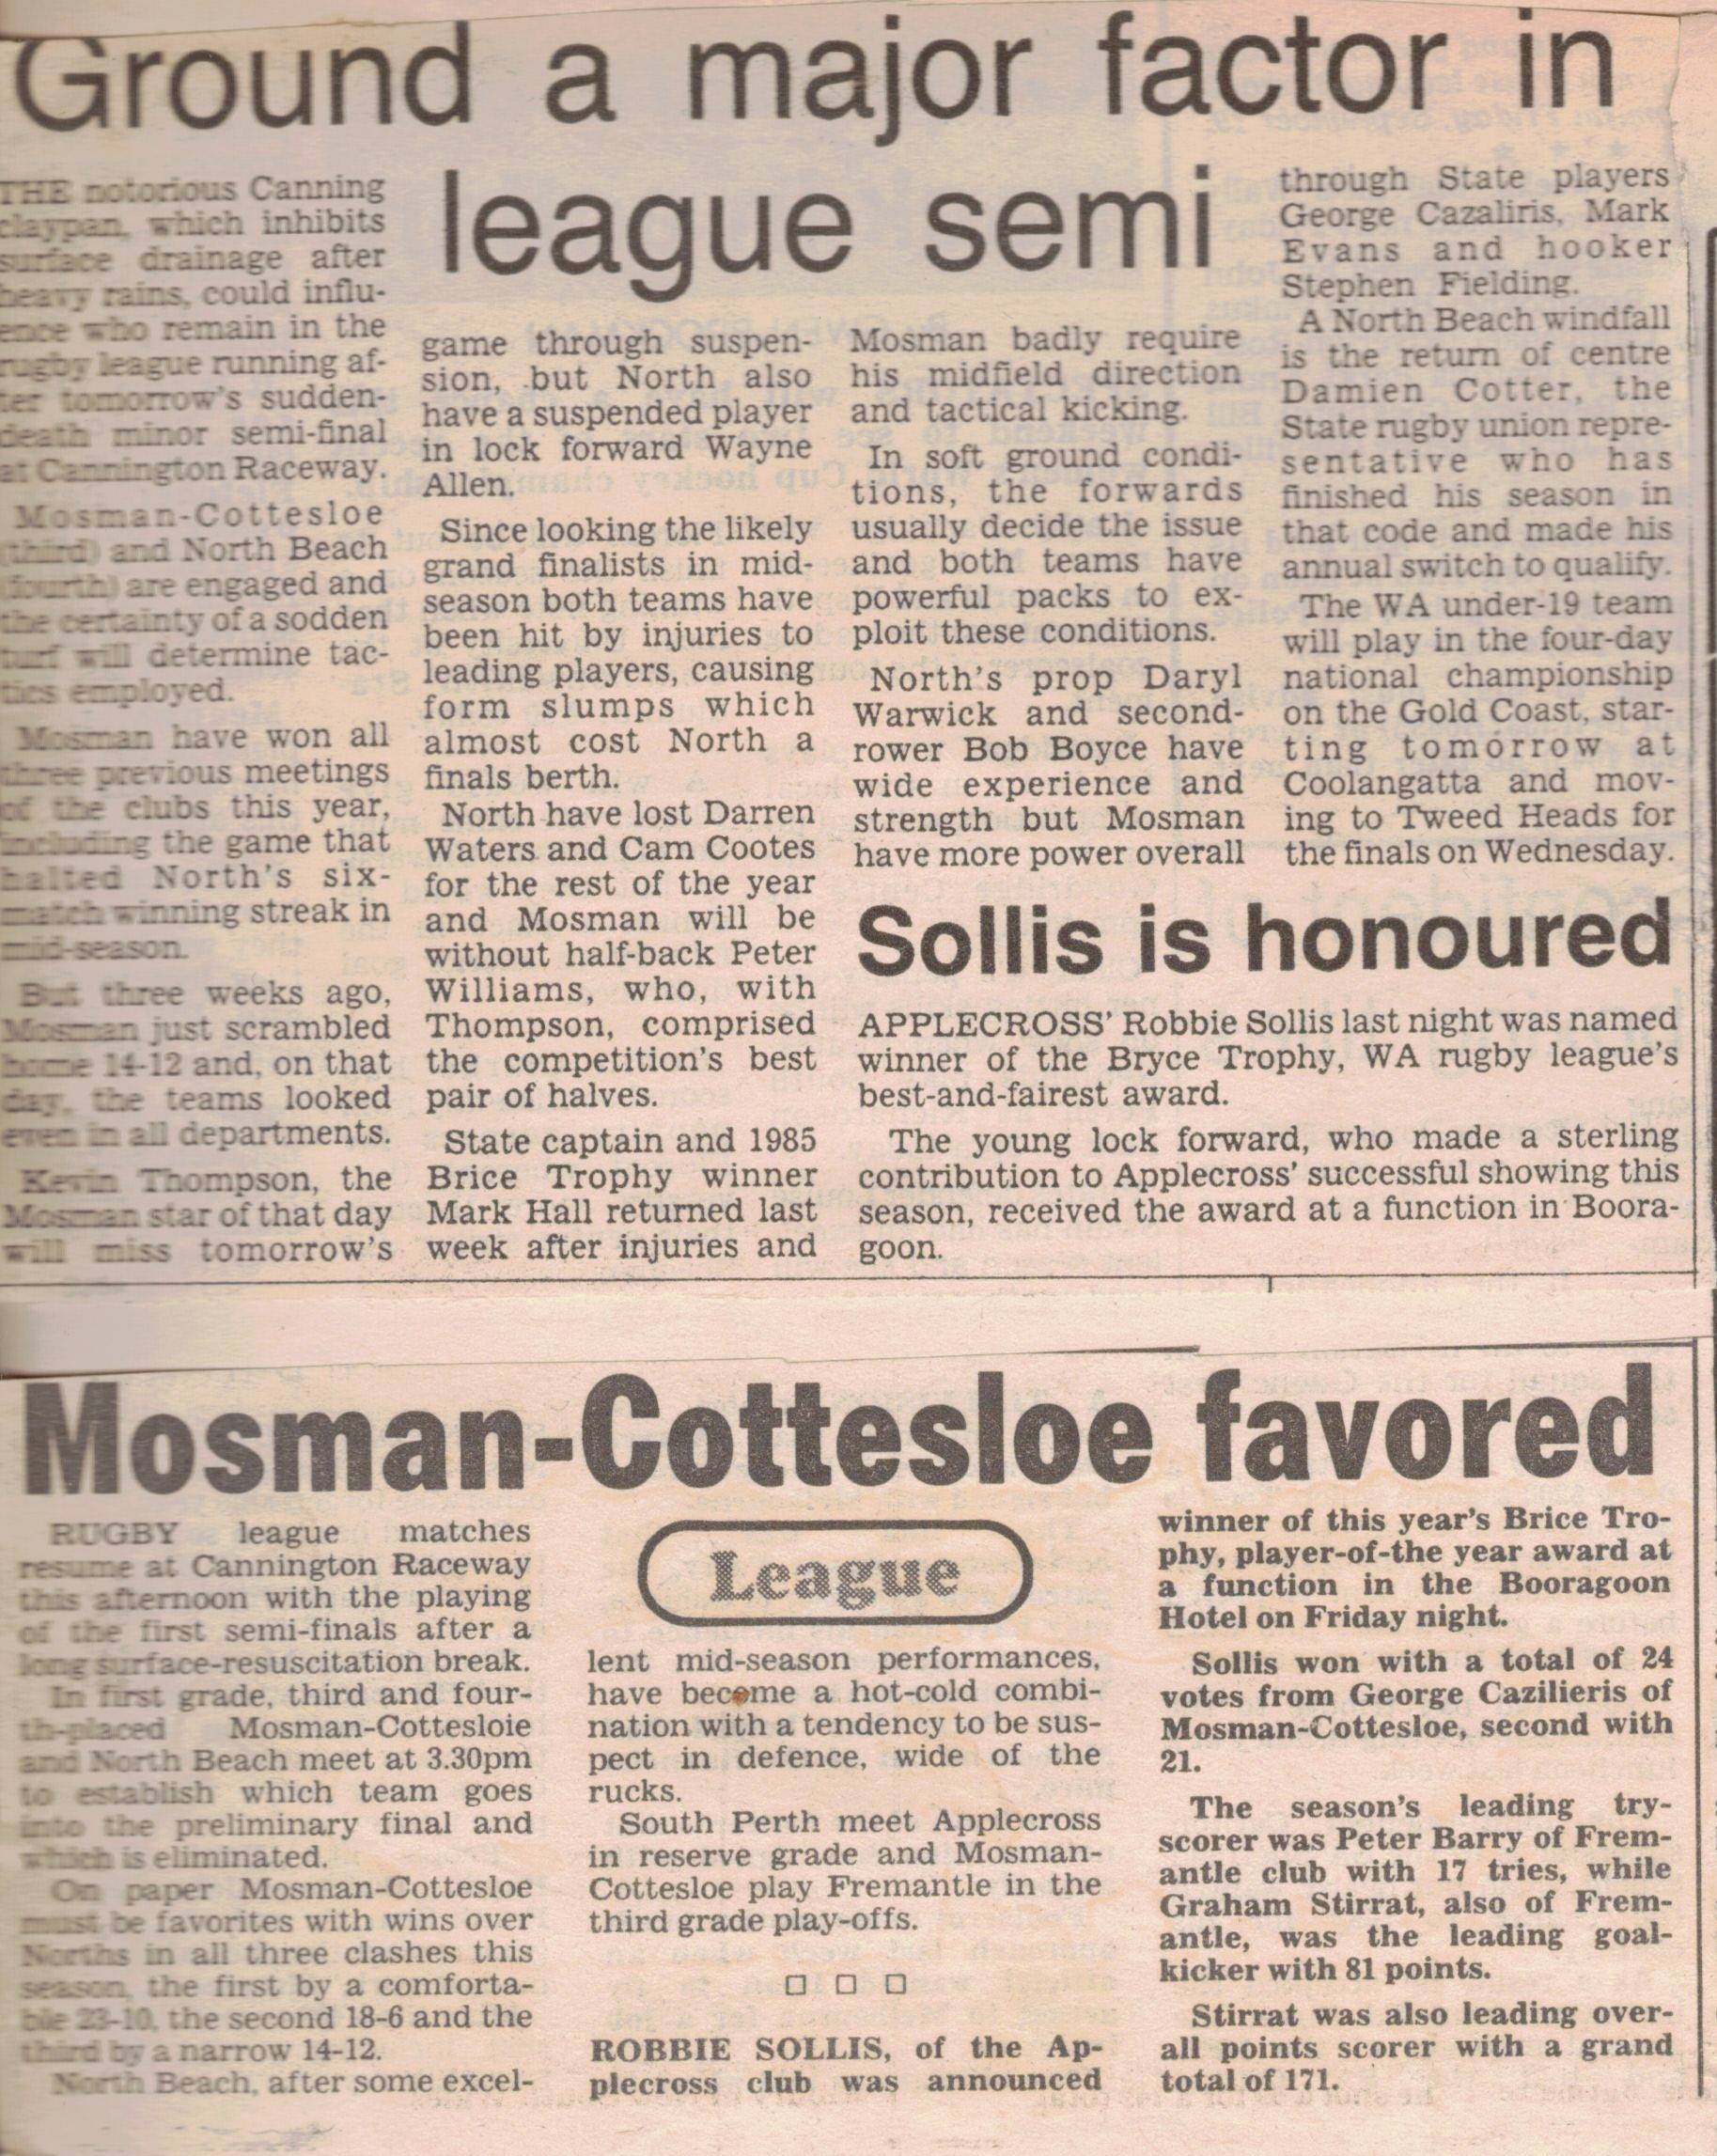 Ground a major factor in
league semi
THE notorious Canning
claypan, which inhibits
surface drainage after
heavy rains, could influ-
ence who remain in the
rugby league running af-
ter tomorrow's sudden-
death minor semi-final
at Cannington Raceway.
Mosman-Cottesloe
(third) and North Beach
(fourth) are engaged and
the certainty of a sodden
turf will determine tac-
tics employed.
Mosman have won all
three previous meetings
of the clubs this year,
including the game that
halted North's six-
match winning streak in
mid-season.
But three weeks ago,
Mosman just scrambled
home 14-12 and, on that
day, the teams looked
even in all departments.
Kevin Thompson, the
Mosman star of that day
will miss tomorrow's
game through suspen-
sion, but North also
have a suspended player
in lock forward Wayne
Allen.
Since looking the likely
grand finalists in mid-
season both teams have
been hit by injuries to
leading players, causing
form slumps which
almost cost North a
finals berth.
North have lost Darren
Waters and Cam Cootes
for the rest of the year
and Mosman will be
without half-back Peter
Williams, who, with
Thompson, comprised
the competition's best
pair of halves.
State captain and 1985
Brice Trophy winner
Mark Hall returned last
week after injuries and
Mosman badly require
his midfield direction
and tactical kicking.
In soft ground condi-
tions, the forwards
usually decide the issue
and both teams have
powerful packs to ex-
ploit these conditions.
North's prop Daryl
Warwick and second-
rower Bob Boyce have
wide experience and
strength but Mosman
have more power overall
through State players
George Cazaliris, Mark
Evans and hooker
Stephen Fielding.
A North Beach windfall
is the return of centre
Damien Cotter, the
State rugby union repre-
sentative who has
finished his season in
that code and made his
annual switch to qualify.
The WA under-19 team
will play in the four-day
national championship
on the Gold Coast, star-
ting tomorrow at
Coolangatta and mov-
ing to Tweed Heads for
the finals on Wednesday.
Sollis is honoured
APPLECROSS' Robbie Sollis last night was named
winner of the Bryce Trophy, WA rugby league's
best-and-fairest award.
The young lock forward, who made a sterling
contribution to Applecross' successful showing this
season, received the award at a function in Boora-
goon.
Mosman-Cottesloe favored
RUGBY league matches
resume at Cannington Raceway
this afternoon with the playing
of the first semi-finals after a
long surface-resuscitation break.
In first grade, third and four-
th-placed Mosman-Cottesloie
and North Beach meet at 3.30pm
to establish which team goes
into the preliminary final and
which is eliminated.
On paper Mosman-Cottesloe
must be favorites with wins over
Norths in all three clashes this
season, the first by a comforta-
ble 23-10, the second 18-6 and the
third by a narrow 14-12.
North Beach, after some excel-
League
lent mid-season performances,
have become a hot-cold combi-
nation with a tendency to be sus-
pect in defence, wide of the
rucks.
South Perth meet Applecross
in reserve grade and Mosman-
Cottesloe play Fremantle in the
third grade play-offs.
ROBBIE SOLLIS, of the Ap-
plecross club was announced
winner of this year's Brice Tro-
phy, player-of-the year award at
a function in the Booragoon
Hotel on Friday night.
Sollis won with a total of 24
votes from George Cazilieris of
Mosman-Cottesloe, second with
21.
The season's leading try-
scorer was Peter Barry of Frem-
antle club with 17 tries, while
Graham Stirrat, also of Frem-
antle, was the leading goal-
kicker with 81 points.
Stirrat was also leading over-
all points scorer with a grand
total of 171.